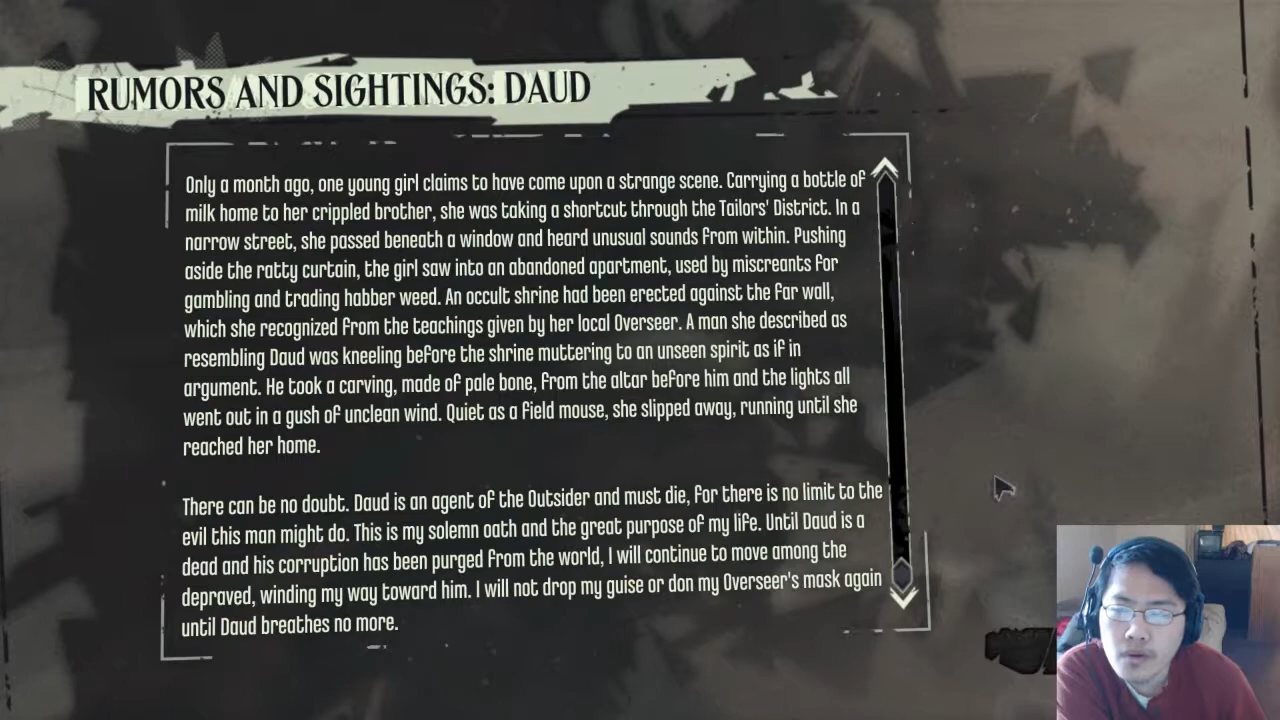 RUMORS AND SIGHTINGS: DAUD
Only a month ago, one young girl claims to have come upon a strange scene. Carrying a bottle of
milk home to her crippled brother, she was taking a shortcut through the Tailors' District. In a
narrow street, she passed beneath a window and heard unusual sounds from within. Pushing
aside the ratty curtain, the girl saw into an abandoned apartment, used by miscreants for
gambling and trading habber weed. An occult shrine had been erected against the far wall,
which she recognized from the teachings given by her local Overseer. A man she described as
resembling Daud was kneeling before the shrine muttering to an unseen spirit as if in
argument. He took a carving, made of pale bone, from the altar before him and the lights all
went out in a gush of unclean wind. Quiet as a field mouse, she slipped away, running until she
reached her home.
There can be no doubt. Daud is an agent of the Outsider and must die, for there is no limit to the
evil this man might do. This is my solemn oath and the great purpose of my life. Until Daud is a
dead and his corruption has been purged from the world, I will continue to move among the
depraved, winding my way toward him. I will not drop my guise or don my Overseer's mask again
until Daud breathes no more.